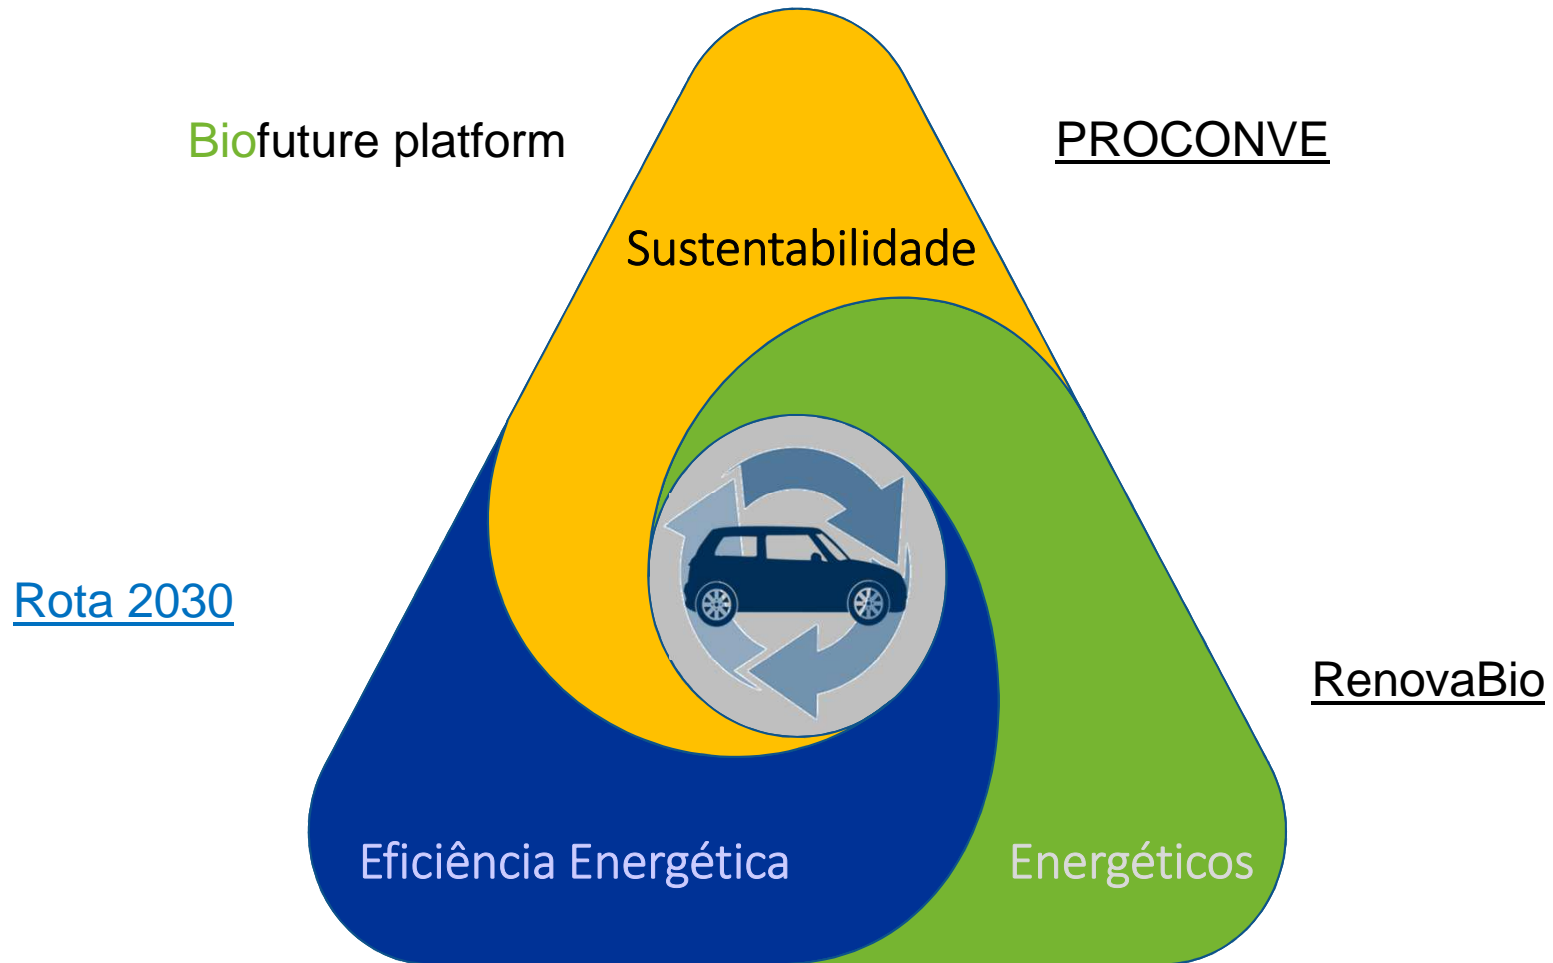 Biofuture platform
PROCONVE
Sustentabilidade
Rota 2030
RenovaBio
Eficiência Energética
Energéticos